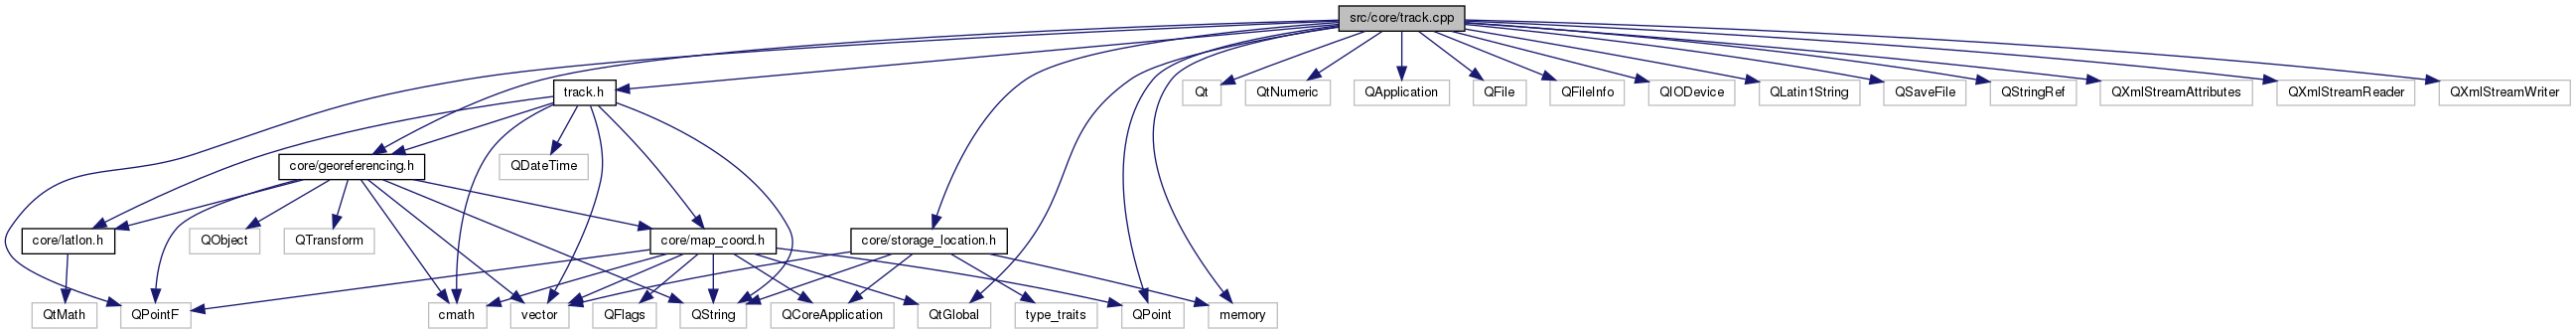 src/core/track.cpp
track.h
Qt
QtNumeric
QApplication
QFile
QFileInfo
QIODevice
QLatin1String
QSaveFile
QStringRef
QXmlStreamAttributes
QXmlStreamReader
QXmlStreamWriter
core/georeferencing.h
QDateTime
core/latlon.h
QObject
QTransform
core/map_coord.h
core/storage_location.h
QtMath
QPointF
cmath
vector
QFlags
QString
QCoreApplication
QtGlobal
type_traits
QPoint
memory